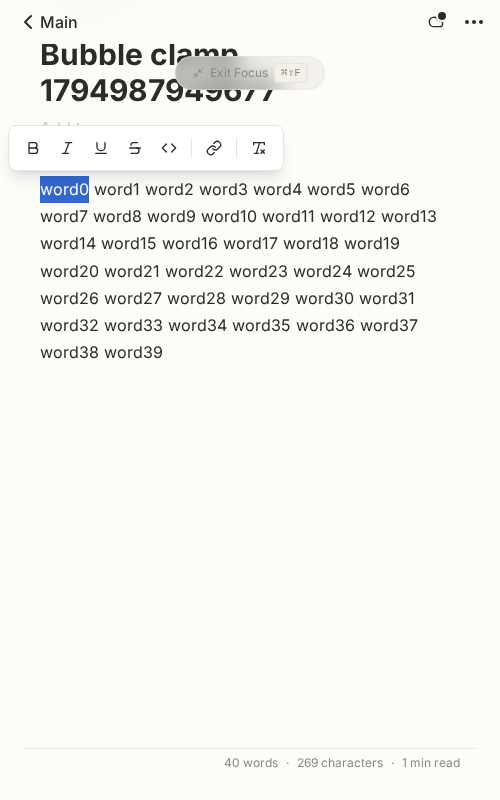 Main
Bubble clamp
1794987949677
Exit Focus ⌘⇧F
B I U S <>
word0 word1 word2 word3 word4 word5 word6
word7 word8 word9 word10 word11 word12 word13
word14 word15 word16 word17 word18 word19
word20 word21 word22 word23 word24 word25
word26 word27 word28 word29 word30 word31
word32 word33 word34 word35 word36 word37
word38 word39
40 words · 269 characters · 1 min read